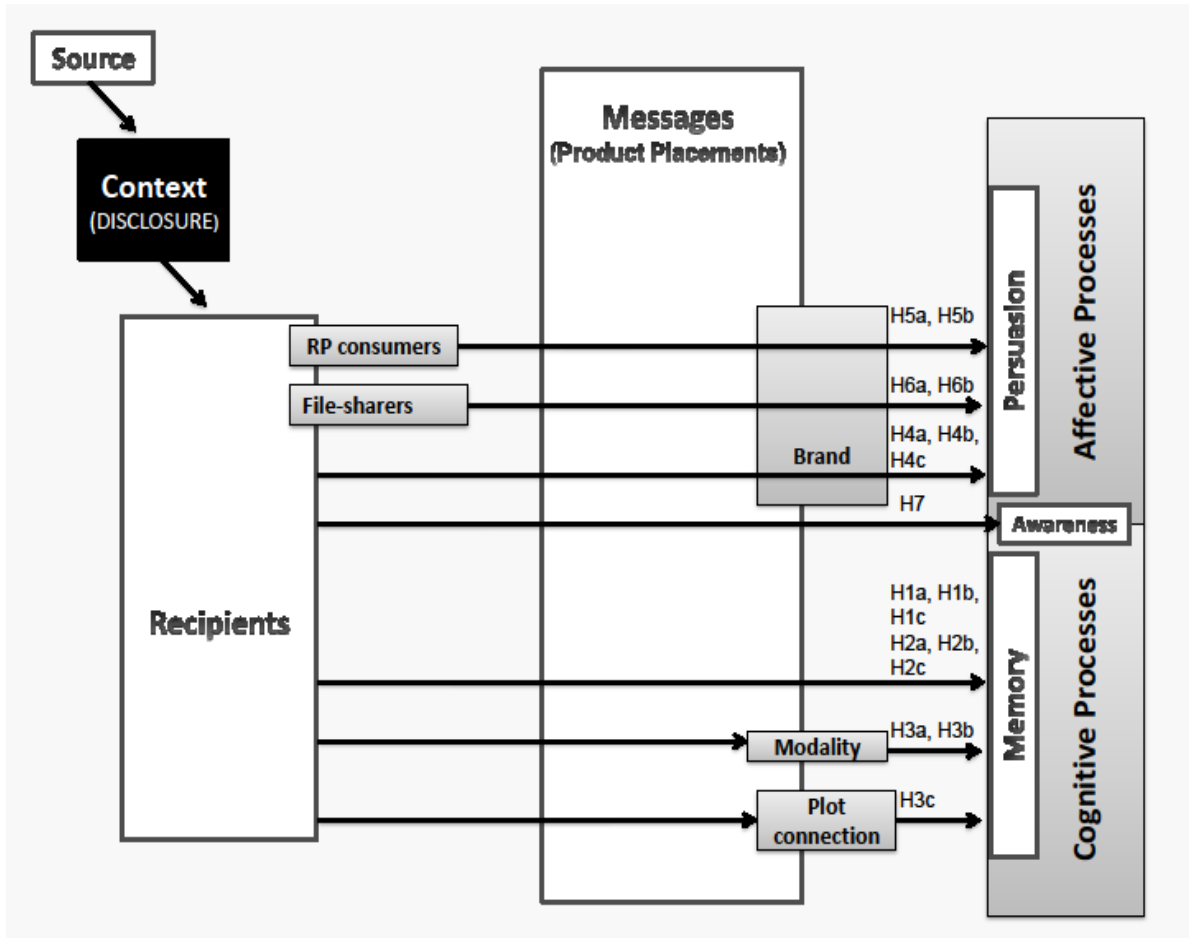 Source
Context
(DISCLOSURE)
Messages
(Product Placements)
RP consumers
File-sharers
Recipients
Brand
Modality
Plot
connection
H5a, H5b
H6a, H6b
H4a, H4b,
H4c
H7
H1a, H1b,
H1c
H2a, H2b,
H2c
H3a, H3b
H3c
Persuasion
Affective Processes
Awareness
Memory
Cognitive Processes